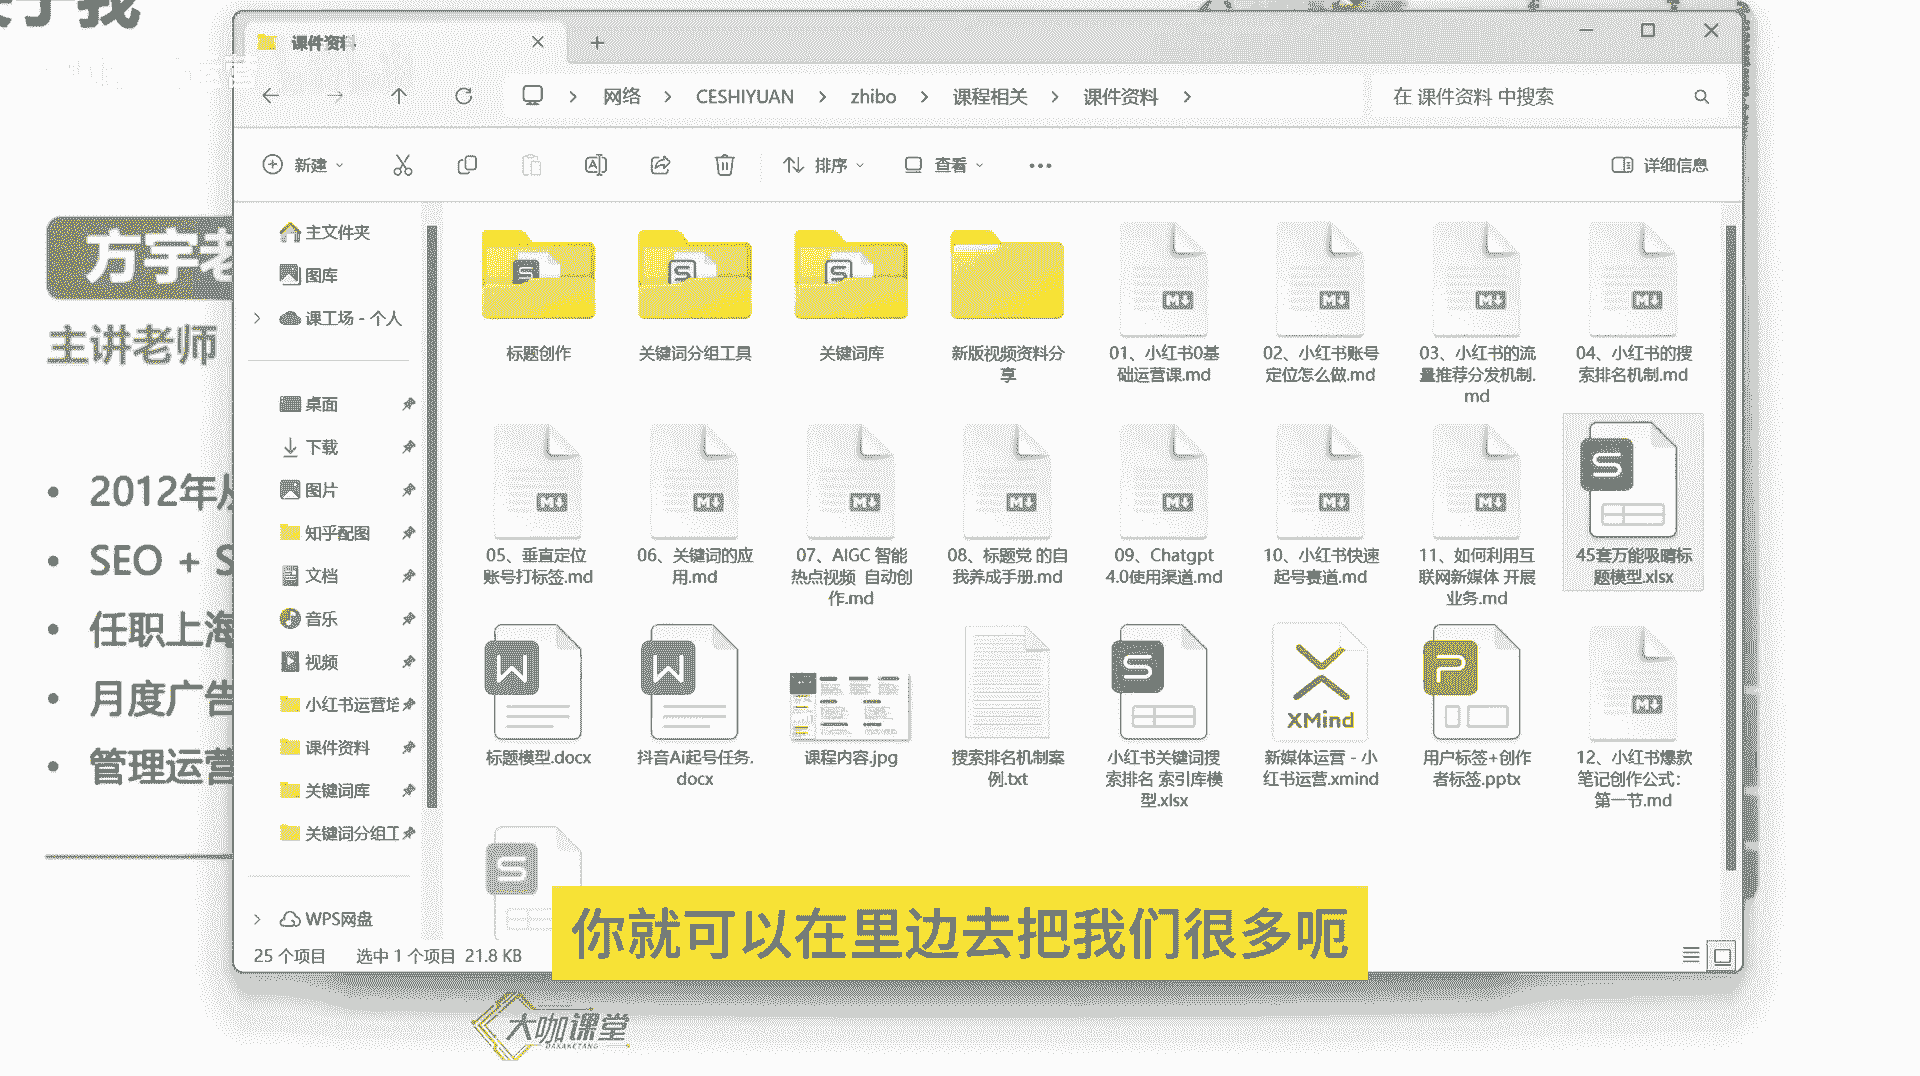 课件资料
网络 CESHIYUAN zhibo 课程相关 课件资料
在 课件资料 中搜索
新建 排序 查看 详细信息
方宇老
主讲老师
2012年从
SEO + S
任职上海
月度广告
管理运营
主文件夹
图库
课工场 - 个人
桌面
下载
图片
知乎配图
文档
音乐
视频
小红书运营培
课件资料
关键词库
关键词分组工
WPS网盘
标题创作
关键词分组工具
关键词库
新版视频资料分
享
01、小红书0基
础运营课.md
02、小红书账号
定位怎么做.md
03、小红书的流
量推荐分发机制.
md
04、小红书的搜
索排名机制.md
05、垂直定位
账号打标签.md
06、关键词的应
用.md
07、AIGC 智能
热点视频 自动创
作.md
08、标题党 的自
我养成手册.md
09、Chatgpt
4.0使用渠道.md
10、小红书快速
起号赛道.md
11、如何利用互
联网新媒体 开展
业务.md
45套万能吸睛标
题模型.xlsx
标题模型.docx
抖音Ai起号任务.
docx
课程内容.jpg
搜索排名机制案
例.txt
小红书关键词搜
索排名 索引库模
型.xlsx
XMind
新媒体运营 - 小
红书运营.xmind
用户标签+创作
者标签.pptx
12、小红书爆款
笔记创作公式：
第一节.md
25 个项目 选中 1 个项目 21.8 KB
你就可以在里边去把我们很多呃
大咖课堂
DAKAKETANG